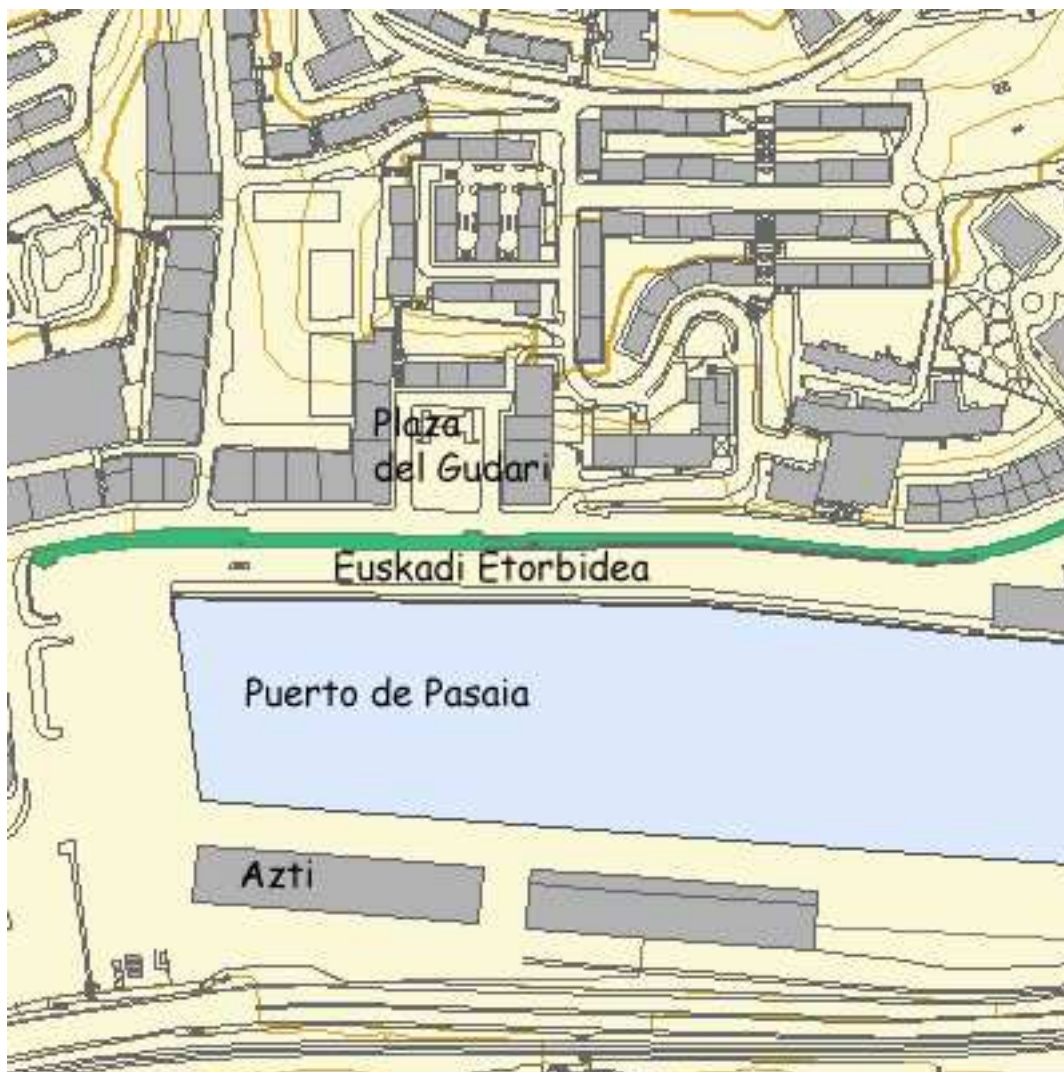 Plaza
del Gudari
Euskadi Etorbidea
Puerto de Pasaia
Azti